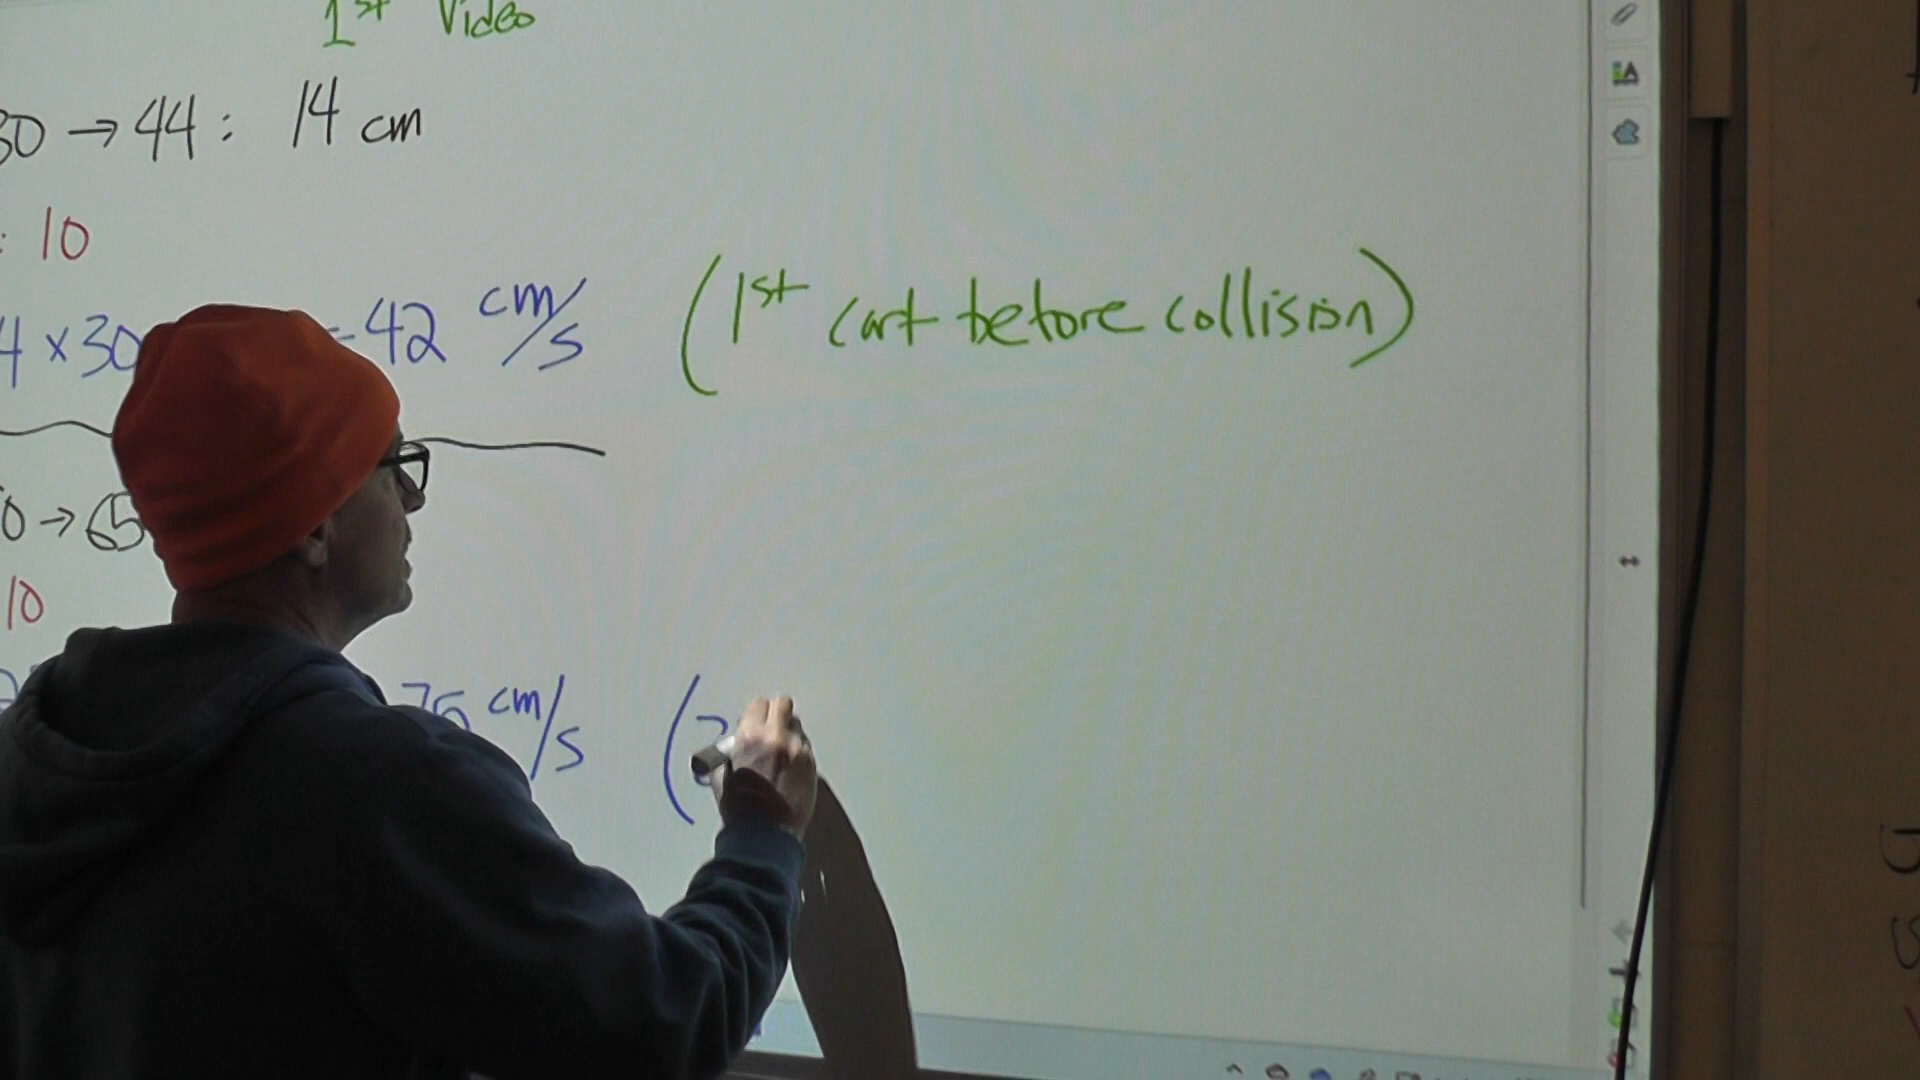 1st Video
30 → 44 : 14 cm
: 10
4 x 30 = 42 cm/s (1st cart before collision)
0 → 65
10
75 cm/s (2